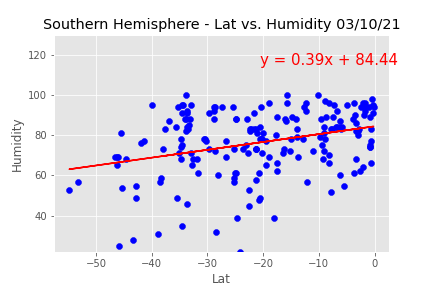 Southern Hemisphere - Lat vs. Humidity 03/10/21
y = 0.39x + 84.44
120
100
80
60
40
Humidity
−50
−40
−30
−20
−10
0
Lat